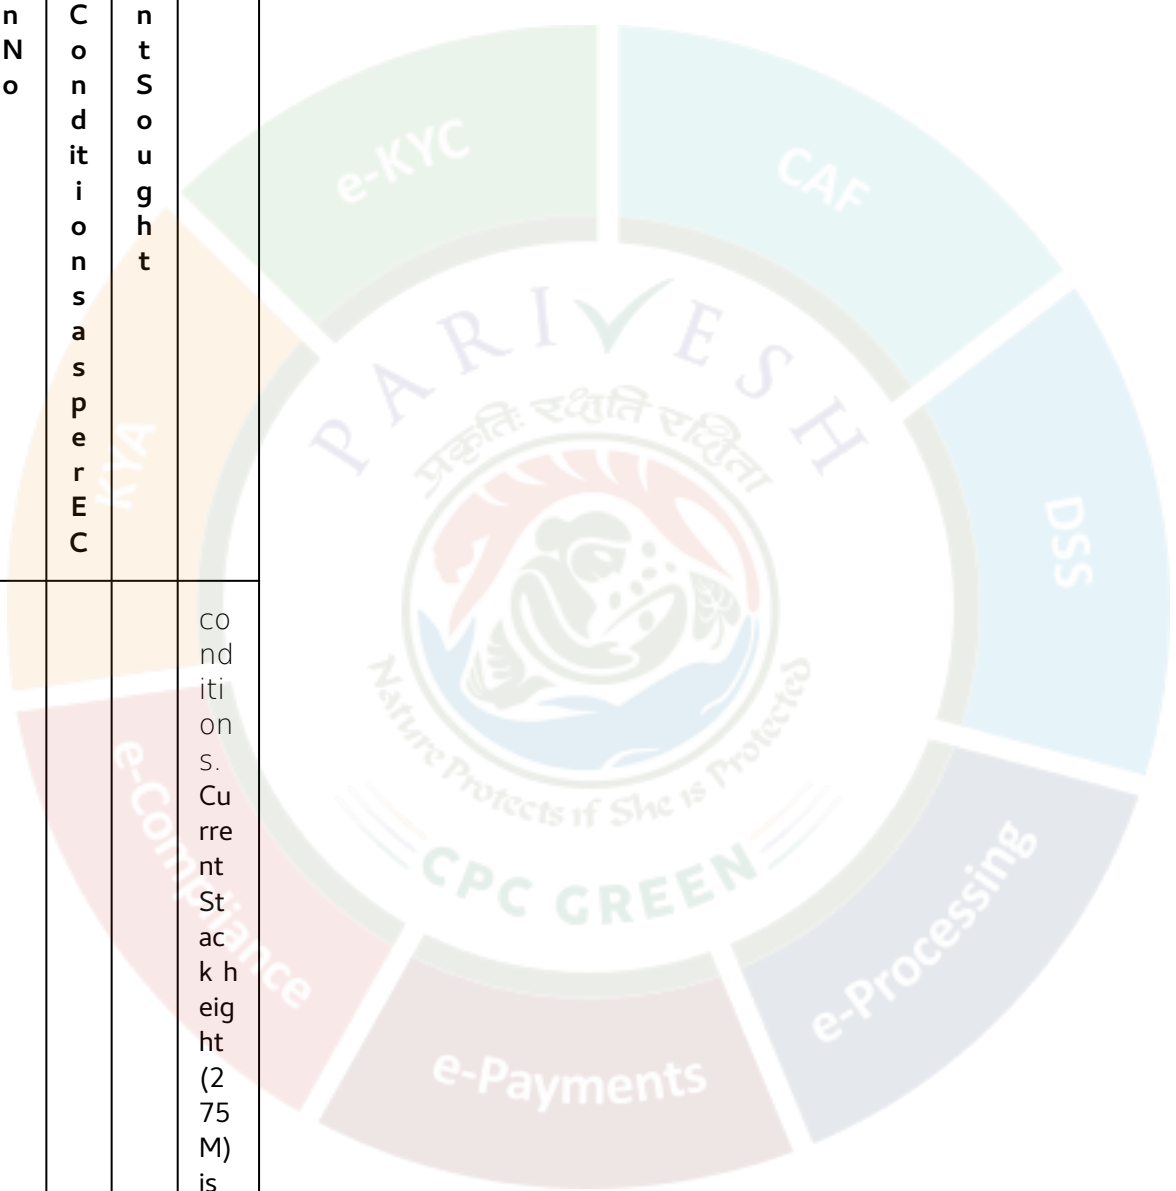 n
N
o
C
o
n
d
it
i
o
n
s
a
s
p
e
r
E
C
n
t
S
o
u
g
h
t
co
nd
iti
on
s.
Cu
rre
nt
St
ac
k h
eig
ht
(2
75
M)
is
e-KYC
CAF
KYA
DSS
PARIVESH
प्रकृतिः रक्षति रक्षिता
Nature Protects if She is Protected
CPC GREEN
e-Compliance
e-Processing
e-Payments